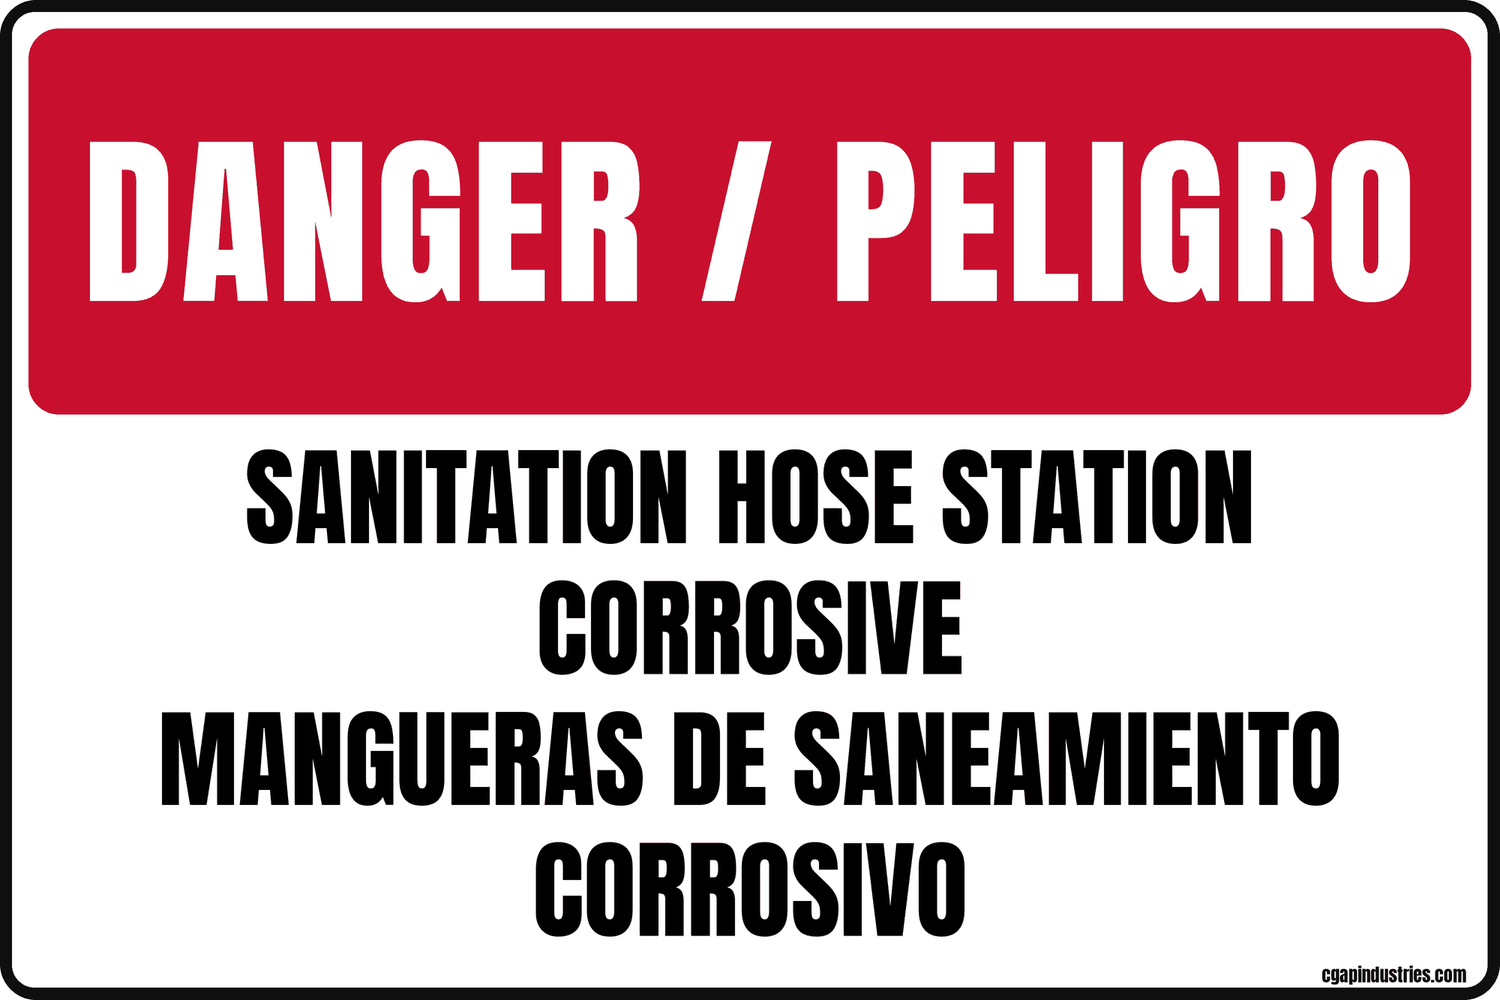 DANGER / PELIGRO
SANITATION HOSE STATION
CORROSIVE
MANGUERAS DE SANEAMIENTO
CORROSIVO
cgapindustries.com